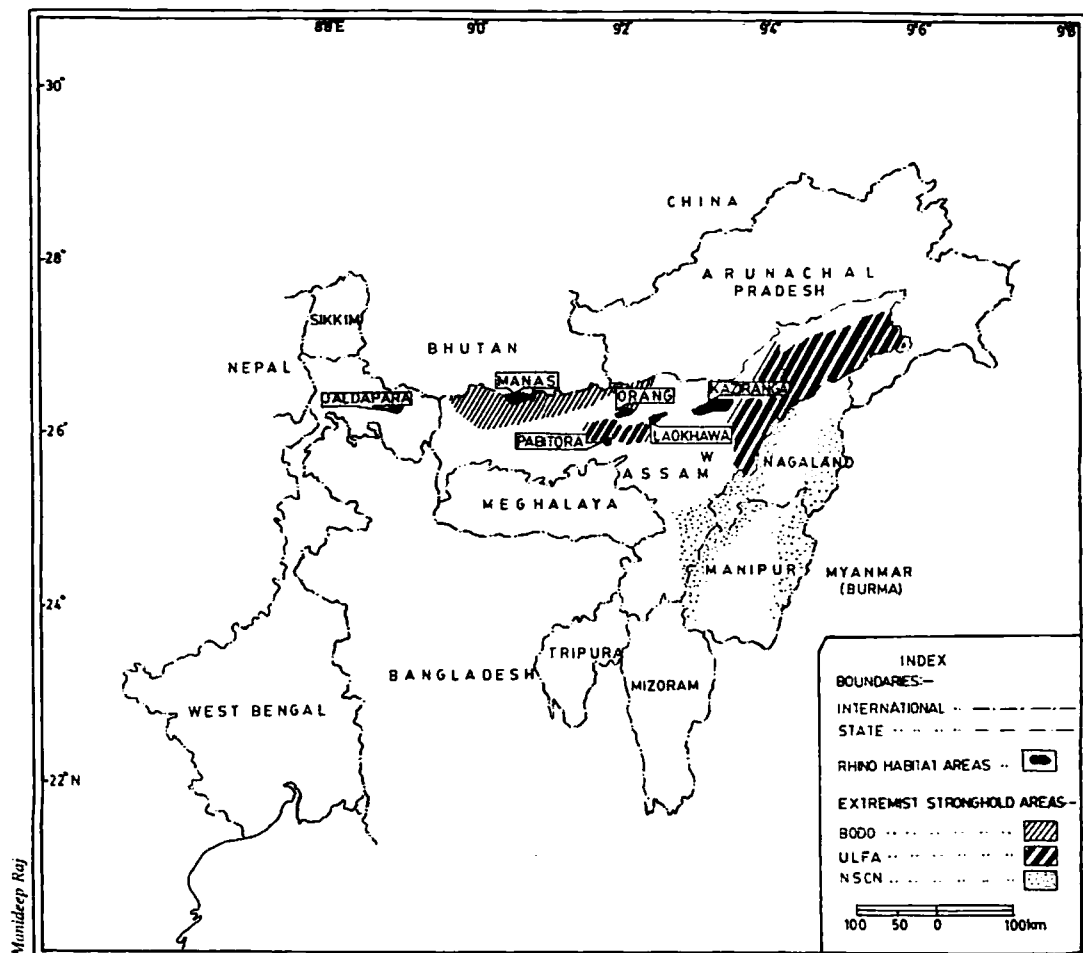 88°E 90° 92° 94° 96° 98°
30°
CHINA
28°
ARUNACHAL
PRADESH
SIKKIM
NEPAL
BHUTAN
MANAS
JALDAPARA
ORANG
KAZIRANGA
26°
PABITORA
LAOKHAWA
W
ASSAM
NAGALAND
MEGHALAYA
MANIPUR
MYANMAR
(BURMA)
24°
TRIPURA
BANGLADESH
MIZORAM
WEST BENGAL
22°N
INDEX
BOUNDARIES:—
INTERNATIONAL
STATE
RHINO HABITAT AREAS
EXTREMIST STRONGHOLD AREAS-
BODO
ULFA
NSCN
100 50 0 100km
Manideep Raj